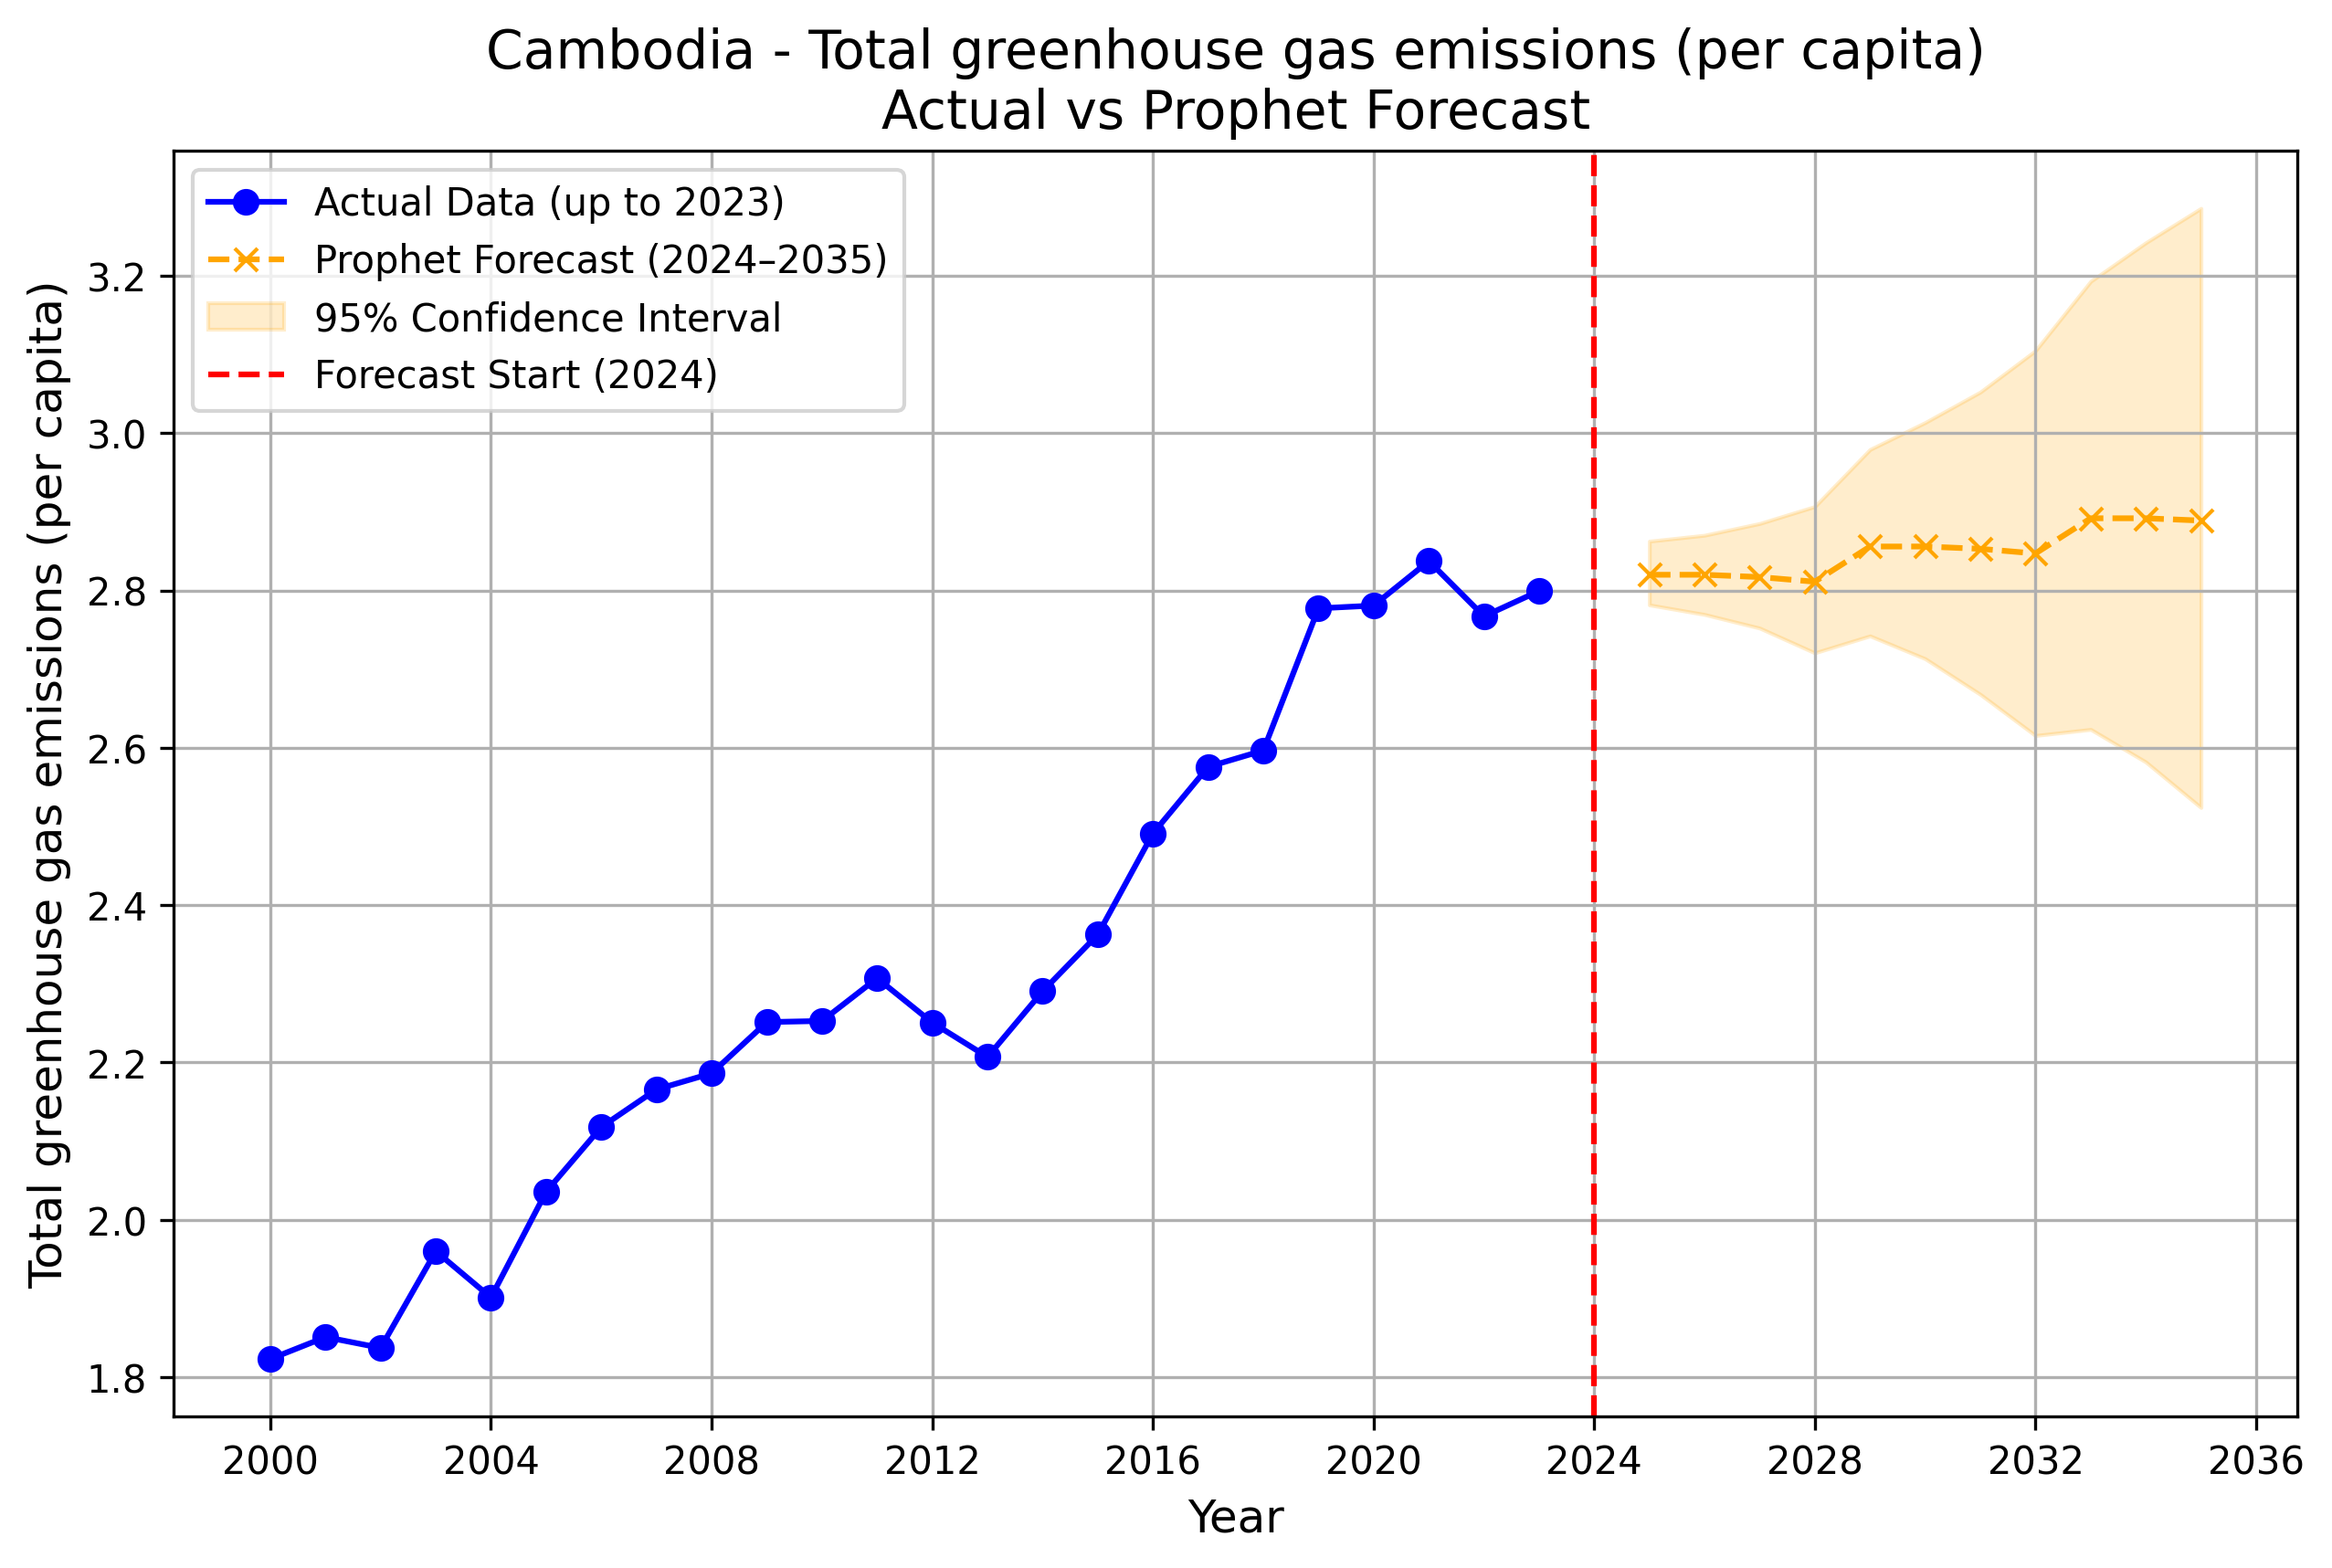 Cambodia - Total greenhouse gas emissions (per capita)
Actual vs Prophet Forecast
Actual Data (up to 2023)
Prophet Forecast (2024–2035)
95% Confidence Interval
Forecast Start (2024)
Total greenhouse gas emissions (per capita)
3.2
3.0
2.8
2.6
2.4
2.2
2.0
1.8
2000 2004 2008 2012 2016 2020 2024 2028 2032 2036
Year